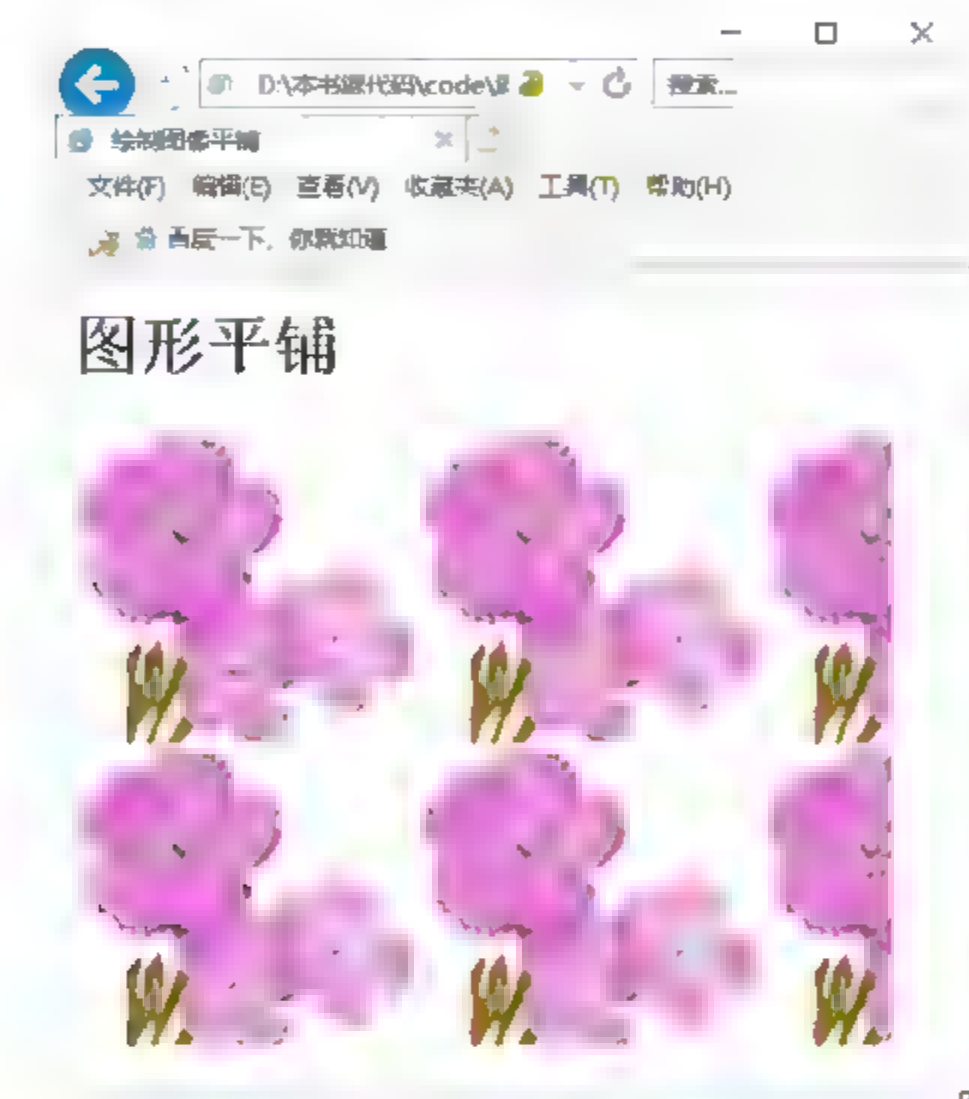 D:\本书源代码\code\ 搜索...
绘制图像平铺
文件(F) 编辑(E) 查看(V) 收藏夹(A) 工具(T) 帮助(H)
百度一下，你就知道
图形平铺